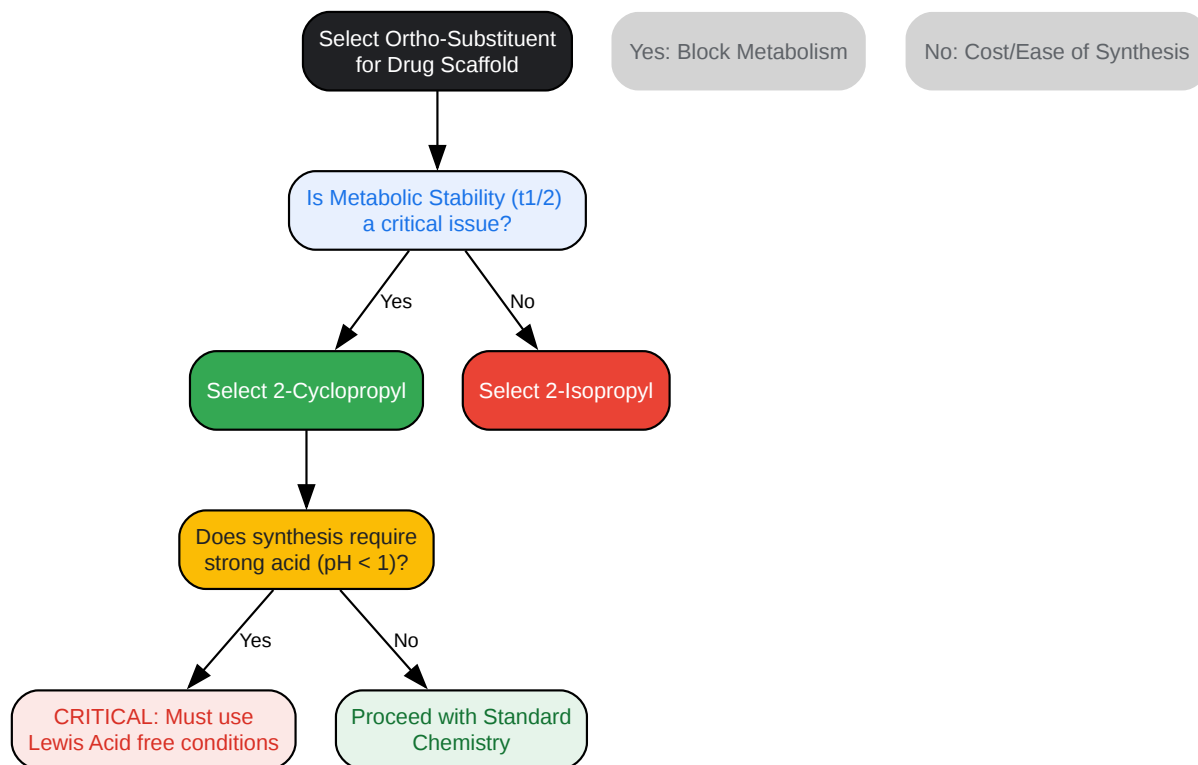 Select Ortho-Substituent
for Drug Scaffold
Yes: Block Metabolism
No: Cost/Ease of Synthesis
Is Metabolic Stability (t1/2)
a critical issue?
Yes
No
Select 2-Cyclopropyl
Select 2-Isopropyl
Does synthesis require
strong acid (pH < 1)?
Yes
No
CRITICAL: Must use
Lewis Acid free conditions
Proceed with Standard
Chemistry